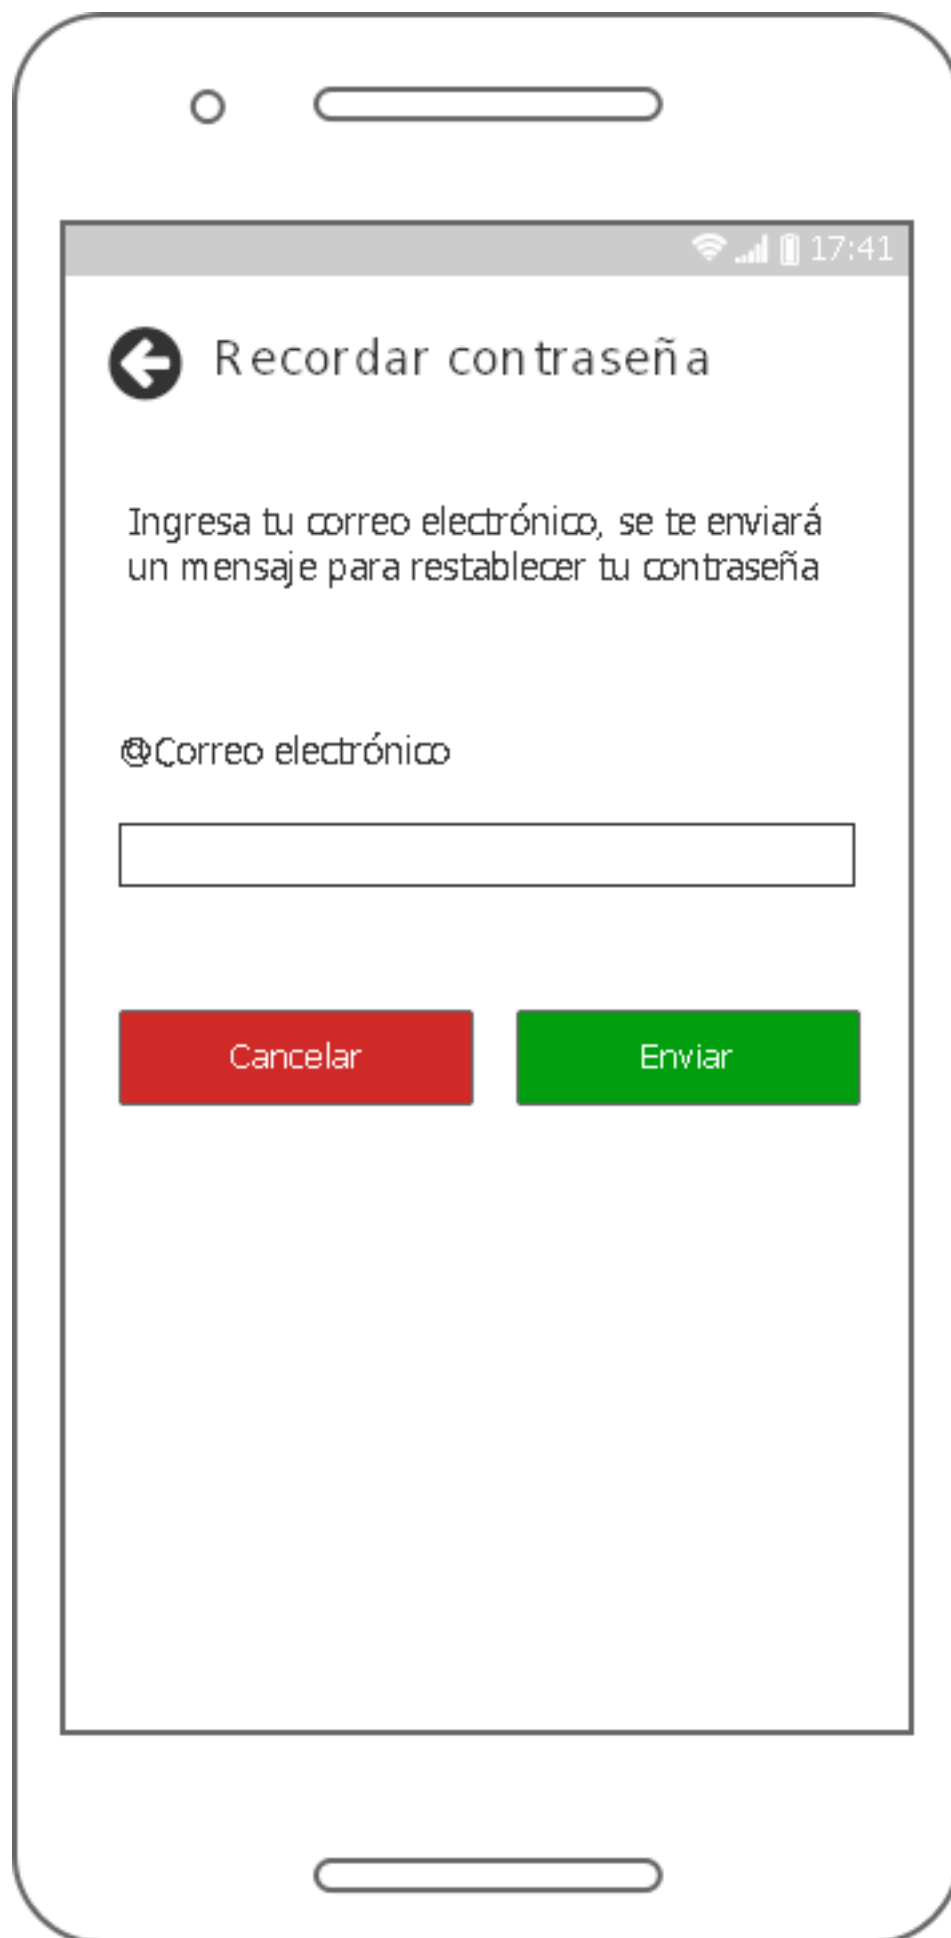 17:41
Recordar contraseña
Ingresa tu correo electrónico, se te enviará
un mensaje para restablecer tu contraseña
@Correo electrónico
Cancelar
Enviar